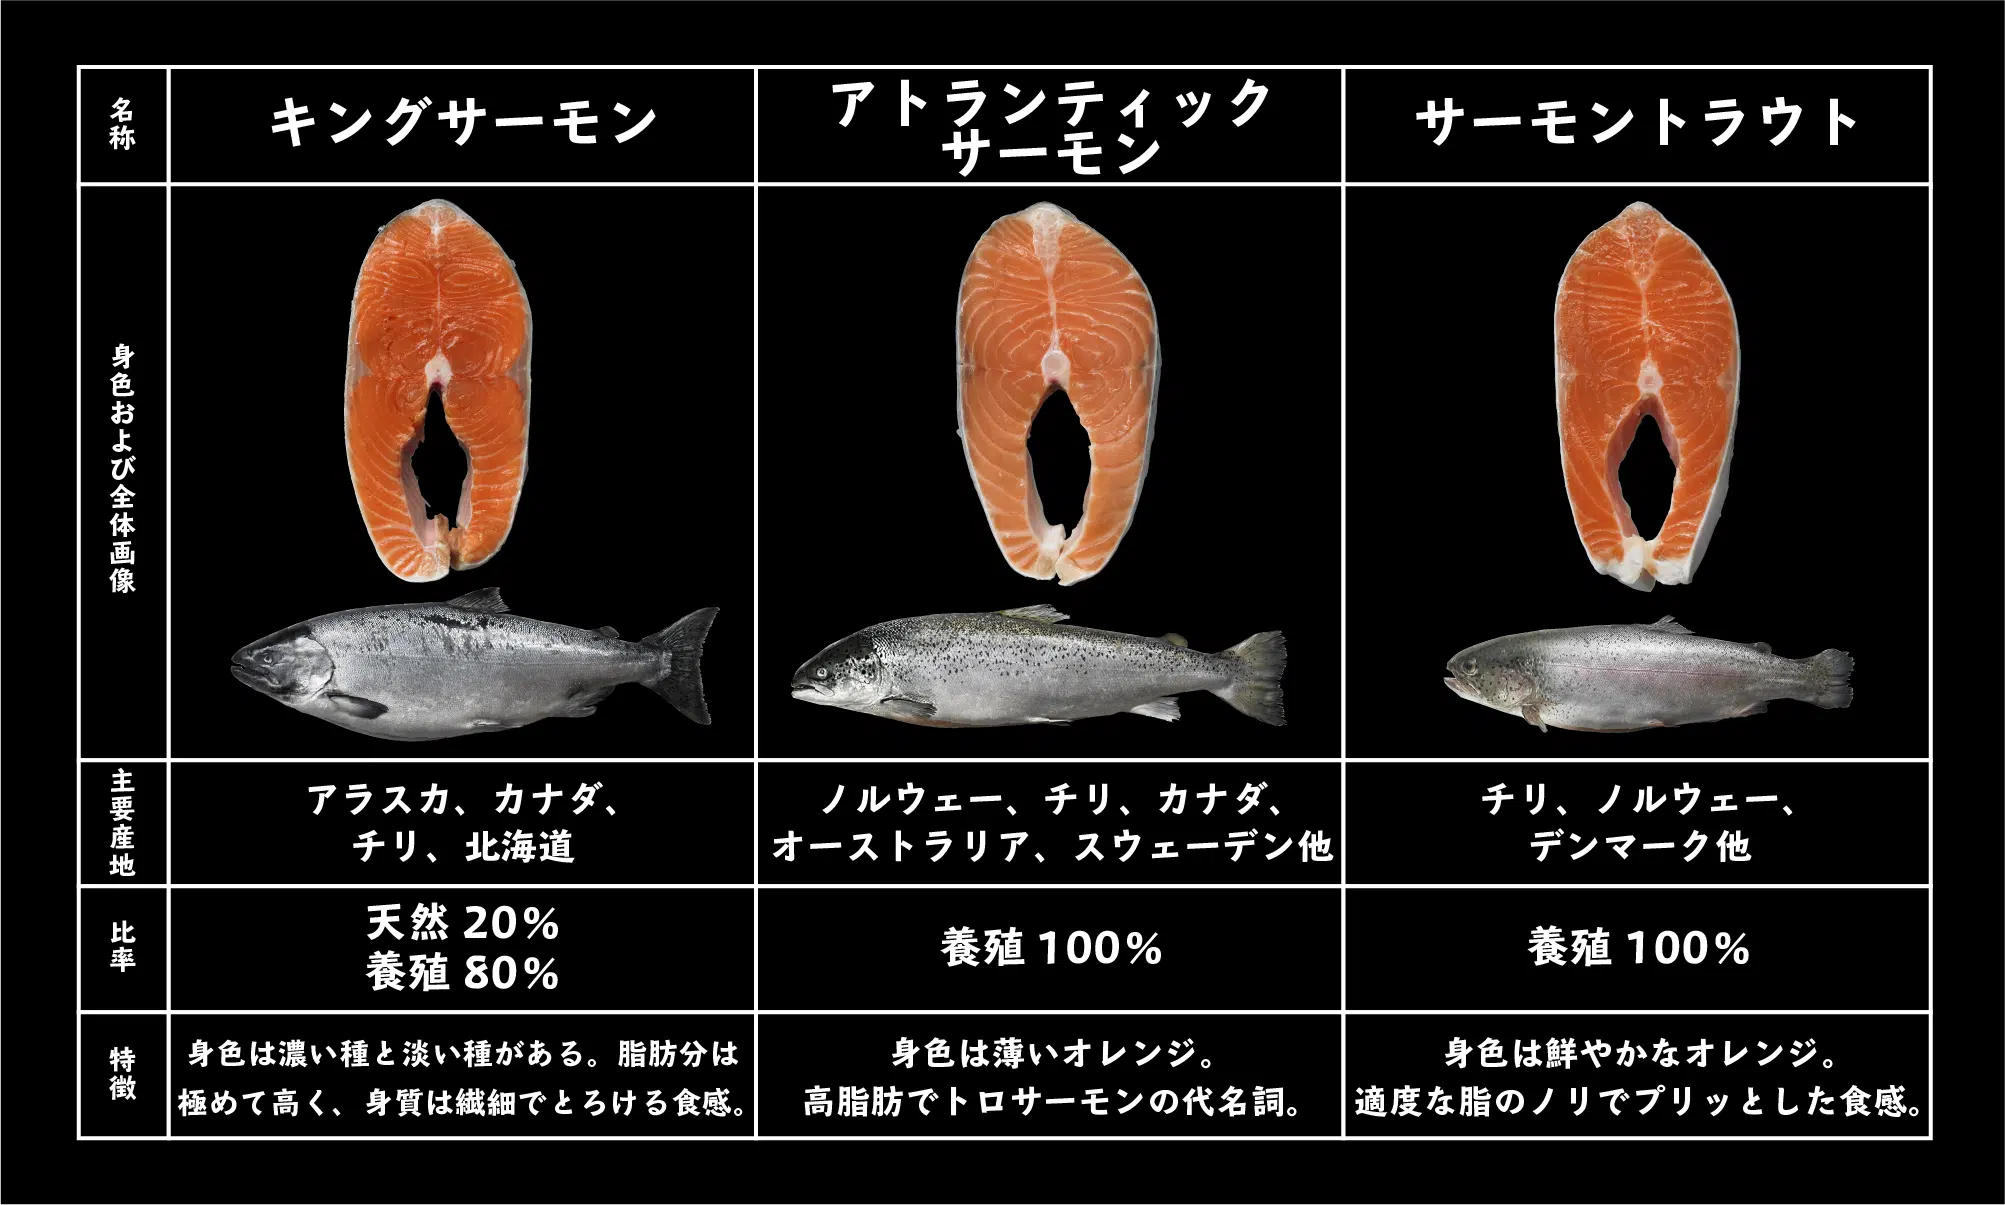 名称
キングサーモン
アトランティック
サーモン
サーモントラウト
身色および全体画像
主要産地
アラスカ、カナダ、
チリ、北海道
ノルウェー、チリ、カナダ、
オーストラリア、スウェーデン他
チリ、ノルウェー、
デンマーク他
比率
天然 20%
養殖 80%
養殖 100%
養殖 100%
特徴
身色は濃い種と淡い種がある。脂肪分は
極めて高く、身質は繊細でとろける食感。
身色は薄いオレンジ。
高脂肪でトロサーモンの代名詞。
身色は鮮やかなオレンジ。
適度な脂のノリでプリッとした食感。